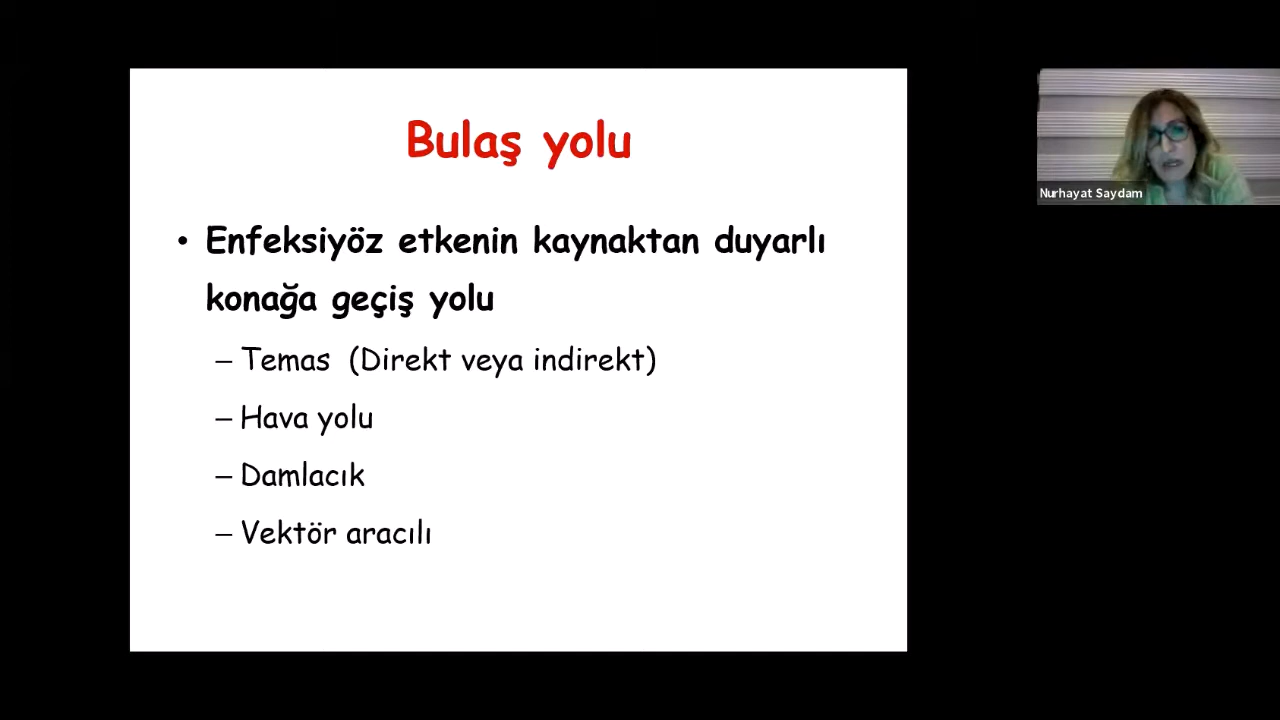 Bulaş yolu
• Enfeksiyöz etkenin kaynaktan duyarlı
konağa geçiş yolu
– Temas (Direkt veya indirekt)
– Hava yolu
– Damlacık
– Vektör aracılı
Nurhayat Saydam